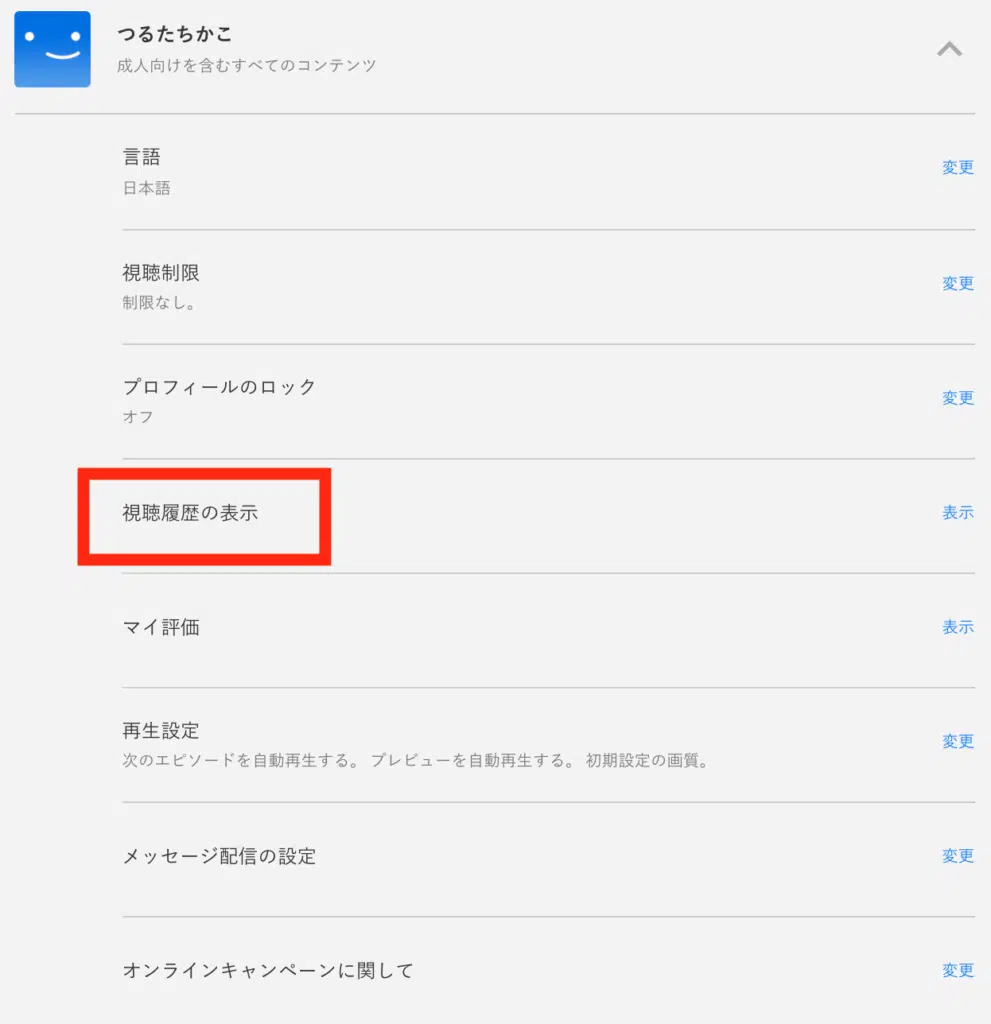 つるたちかこ
成人向けを含むすべてのコンテンツ
言語
日本語
変更
視聴制限
制限なし。
変更
プロフィールのロック
オフ
変更
視聴履歴の表示
表示
マイ評価
表示
再生設定
次のエピソードを自動再生する。 プレビューを自動再生する。 初期設定の画質。
変更
メッセージ配信の設定
変更
オンラインキャンペーンに関して
変更